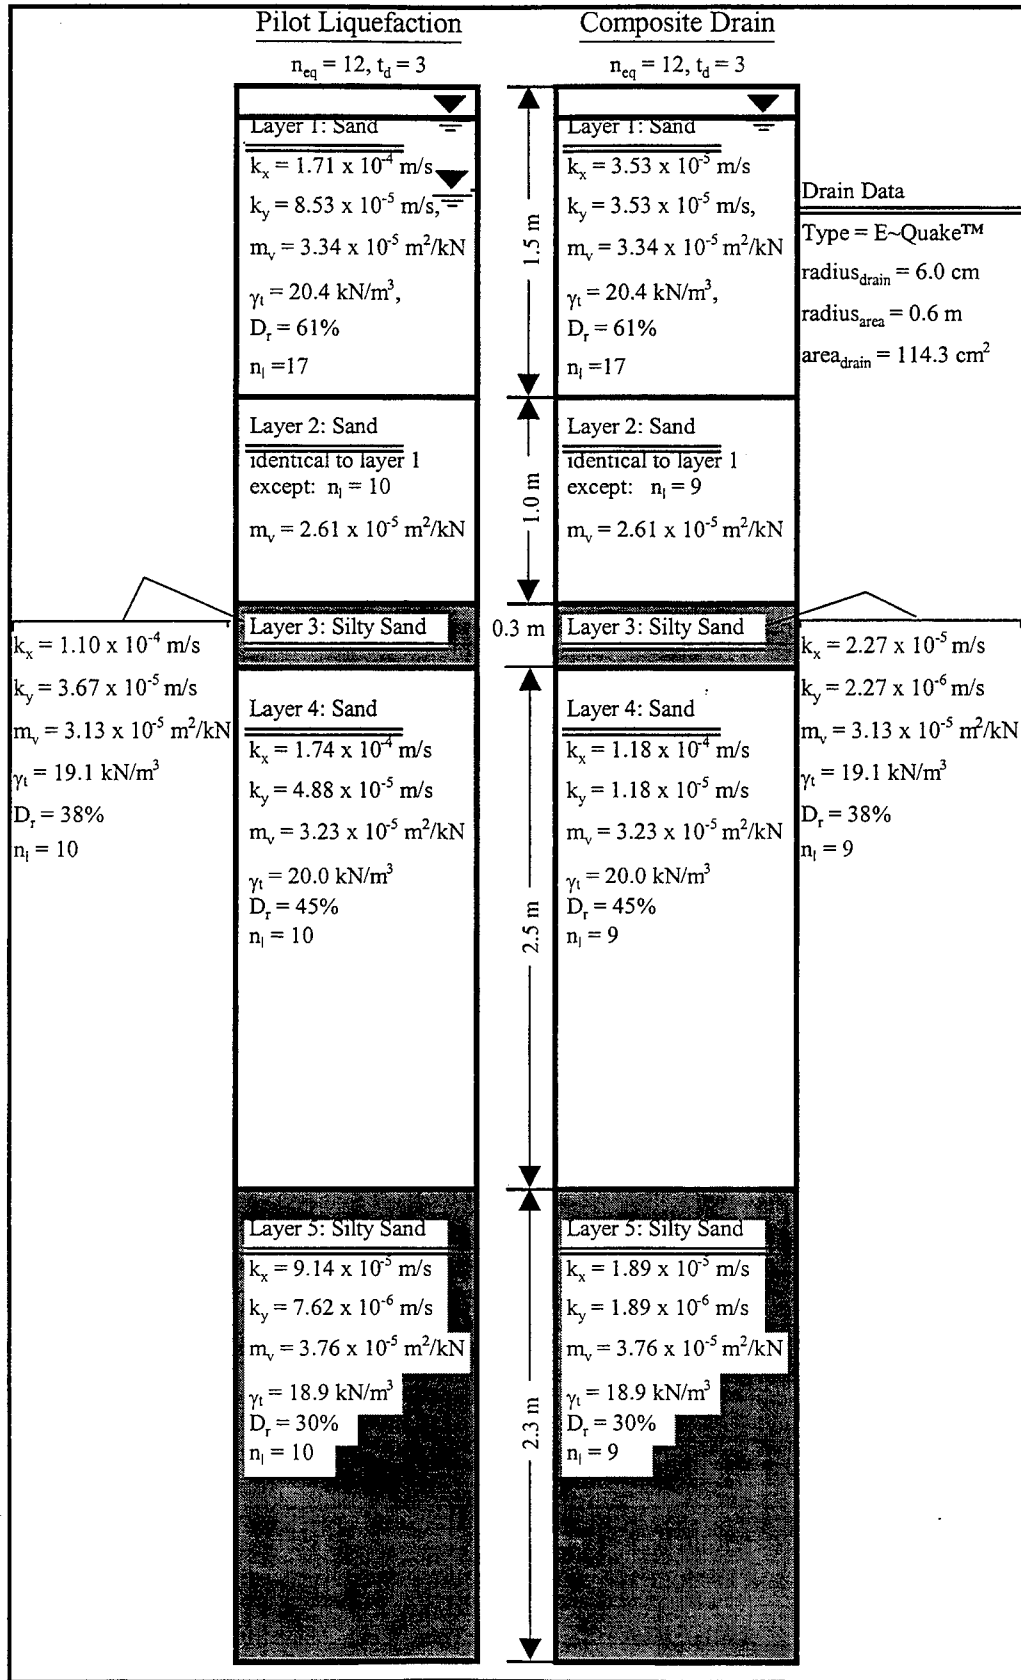 Pilot Liquefaction
n_eq = 12, t_d = 3
Layer 1: Sand
k_x = 1.71 x 10^-4 m/s
k_y = 8.53 x 10^-5 m/s,
m_v = 3.34 x 10^-5 m^2/kN
γ_t = 20.4 kN/m^3,
D_r = 61%
n_l =17
Layer 2: Sand
identical to layer 1
except: n_l = 10
m_v = 2.61 x 10^-5 m^2/kN
Layer 3: Silty Sand
k_x = 1.10 x 10^-4 m/s
k_y = 3.67 x 10^-5 m/s
m_v = 3.13 x 10^-5 m^2/kN
γ_t = 19.1 kN/m^3
D_r = 38%
n_l = 10
Layer 4: Sand
k_x = 1.74 x 10^-4 m/s
k_y = 4.88 x 10^-5 m/s
m_v = 3.23 x 10^-5 m^2/kN
γ_t = 20.0 kN/m^3
D_r = 45%
n_l = 10
Layer 5: Silty Sand
k_x = 9.14 x 10^-5 m/s
k_y = 7.62 x 10^-6 m/s
m_v = 3.76 x 10^-5 m^2/kN
γ_t = 18.9 kN/m^3
D_r = 30%
n_l = 10
1.5 m
1.0 m
0.3 m
2.5 m
2.3 m
Composite Drain
n_eq = 12, t_d = 3
Layer 1: Sand
k_x = 3.53 x 10^-5 m/s
k_y = 3.53 x 10^-5 m/s,
m_v = 3.34 x 10^-5 m^2/kN
γ_t = 20.4 kN/m^3,
D_r = 61%
n_l =17
Layer 2: Sand
identical to layer 1
except: n_l = 9
m_v = 2.61 x 10^-5 m^2/kN
Layer 3: Silty Sand
k_x = 2.27 x 10^-5 m/s
k_y = 2.27 x 10^-6 m/s
m_v = 3.13 x 10^-5 m^2/kN
γ_t = 19.1 kN/m^3
D_r = 38%
n_l = 9
Layer 4: Sand
k_x = 1.18 x 10^-4 m/s
k_y = 1.18 x 10^-5 m/s
m_v = 3.23 x 10^-5 m^2/kN
γ_t = 20.0 kN/m^3
D_r = 45%
n_l = 9
Layer 5: Silty Sand
k_x = 1.89 x 10^-5 m/s
k_y = 1.89 x 10^-6 m/s
m_v = 3.76 x 10^-5 m^2/kN
γ_t = 18.9 kN/m^3
D_r = 30%
n_l = 9
Drain Data
Type = E~Quake™
radius_drain = 6.0 cm
radius_area = 0.6 m
area_drain = 114.3 cm^2